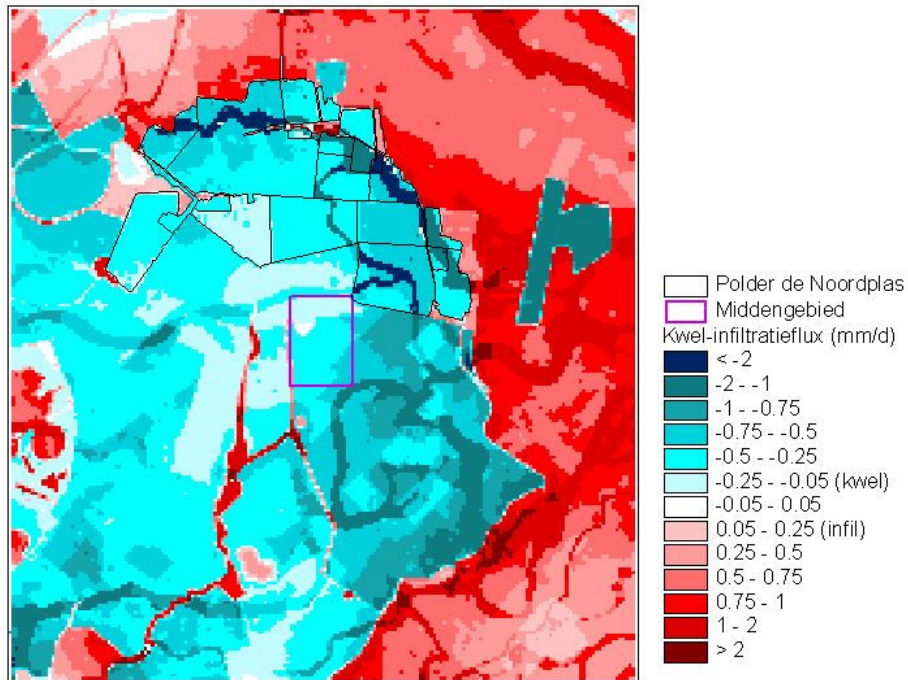 Polder de Noordplas
Middengebied
Kwel-infiltratieflux (mm/d)
< -2
-2 - -1
-1 - -0.75
-0.75 - -0.5
-0.5 - -0.25
-0.25 - -0.05 (kwel)
-0.05 - 0.05
0.05 - 0.25 (infil)
0.25 - 0.5
0.5 - 0.75
0.75 - 1
1 - 2
> 2